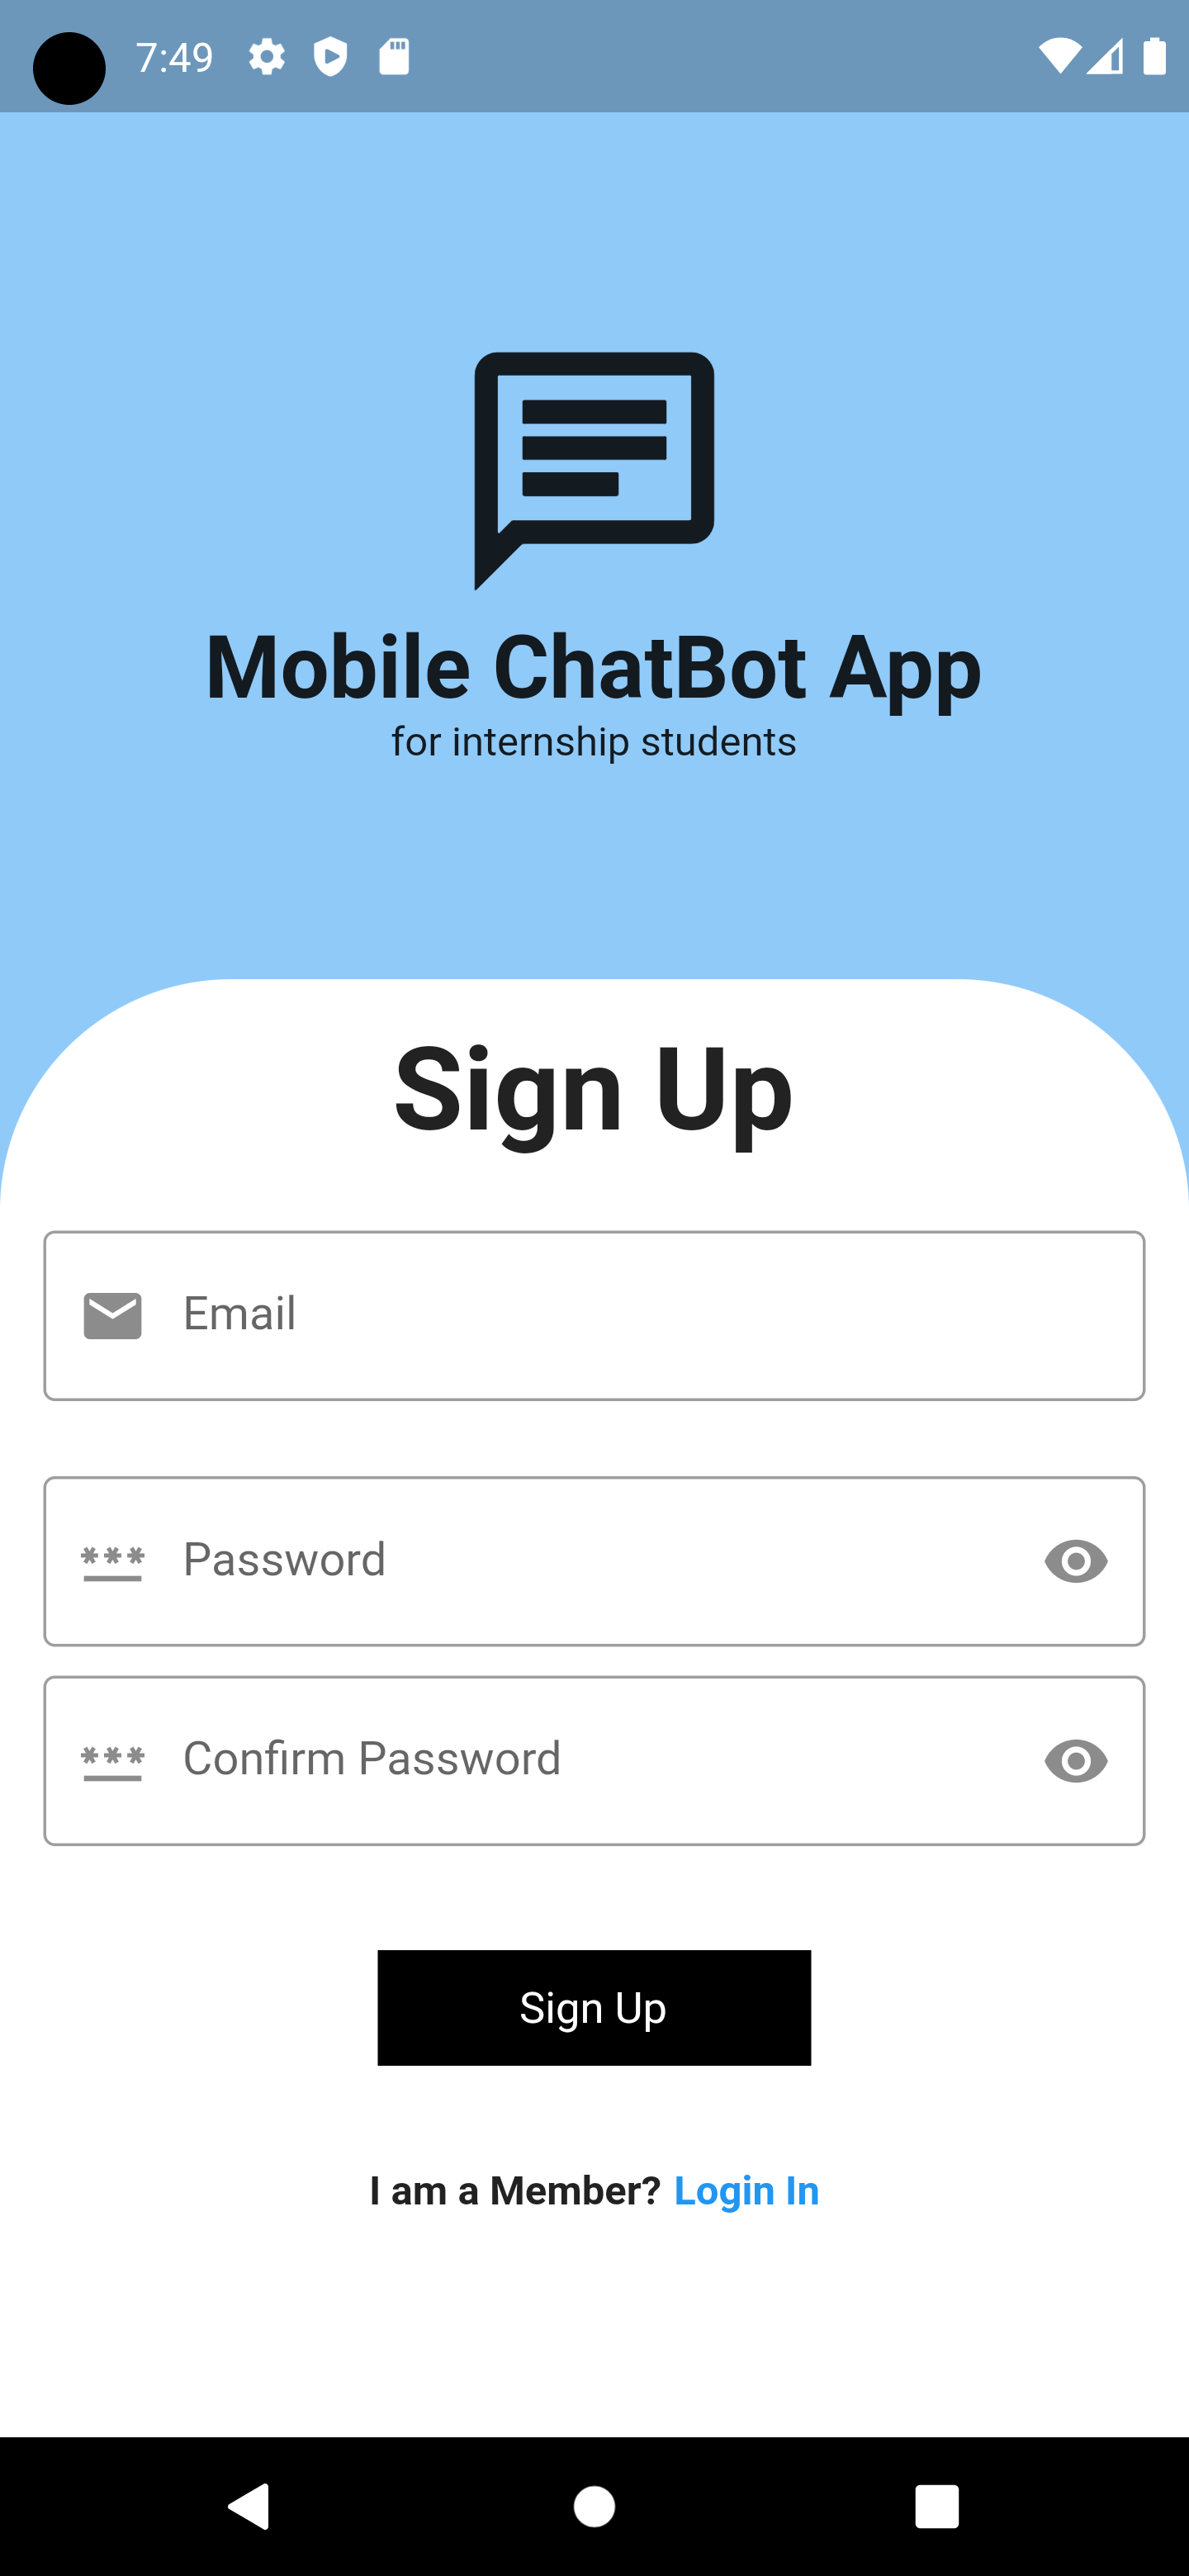 7:49
Mobile ChatBot App
for internship students
Sign Up
Email
Password
Confirm Password
Sign Up
I am a Member? Login In